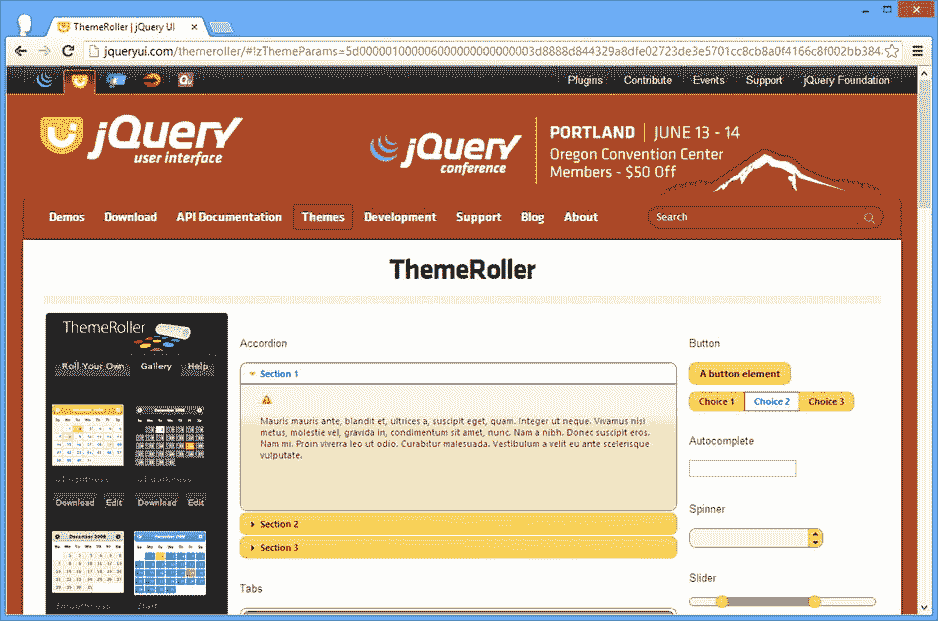 ThemeRoller | jQuery UI
jqueryui.com/themeroller/#!zThemeParams=
Plugins Contribute Events Support jQuery Foundation
jQuery
user interface
jQuery
conference
PORTLAND | JUNE 13 - 14
Oregon Convention Center
Members - $50 Off
Demos Download API Documentation Themes Development Support Blog About
Search
ThemeRoller
ThemeRoller
Roll Your Own Gallery Help
Download Edit Download Edit
December 2009
Accordion
Section 1
Mauris mauris ante, blandit et, ultrices a, suscipit eget, quam. Integer ut neque. Vivamus nisi
metus, molestie vel, gravida in, condimentum sit amet, nunc. Nam a nibh. Donec suscipit eros.
Nam mi. Proin viverra leo ut odio. Curabitur malesuada. Vestibulum a velit eu ante scelerisque
vulputate.
Section 2
Section 3
Tabs
Button
A button element
Choice 1 Choice 2 Choice 3
Autocomplete
Spinner
Slider